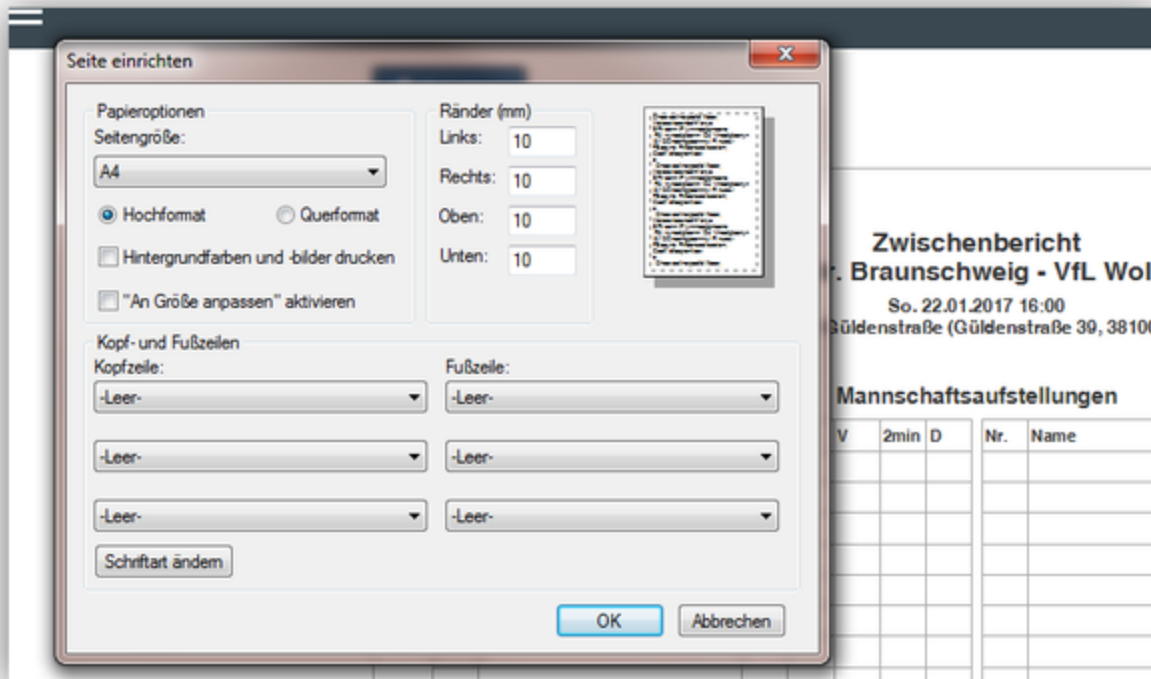 Seite einrichten
Papieroptionen
Seitengröße:
A4
Hochformat
Querformat
Hintergrundfarben und -bilder drucken
"An Größe anpassen" aktivieren
Ränder (mm)
Links: 10
Rechts: 10
Oben: 10
Unten: 10
Kopf- und Fußzeilen
Kopfzeile:
-Leer-
-Leer-
-Leer-
Fußzeile:
-Leer-
-Leer-
-Leer-
Schriftart ändern
OK
Abbrechen
Zwischenbericht
r. Braunschweig - VfL Wol
So. 22.01.2017 16:00
Güldenstraße (Güldenstraße 39, 38100
Mannschaftsaufstellungen
V 2min D Nr. Name